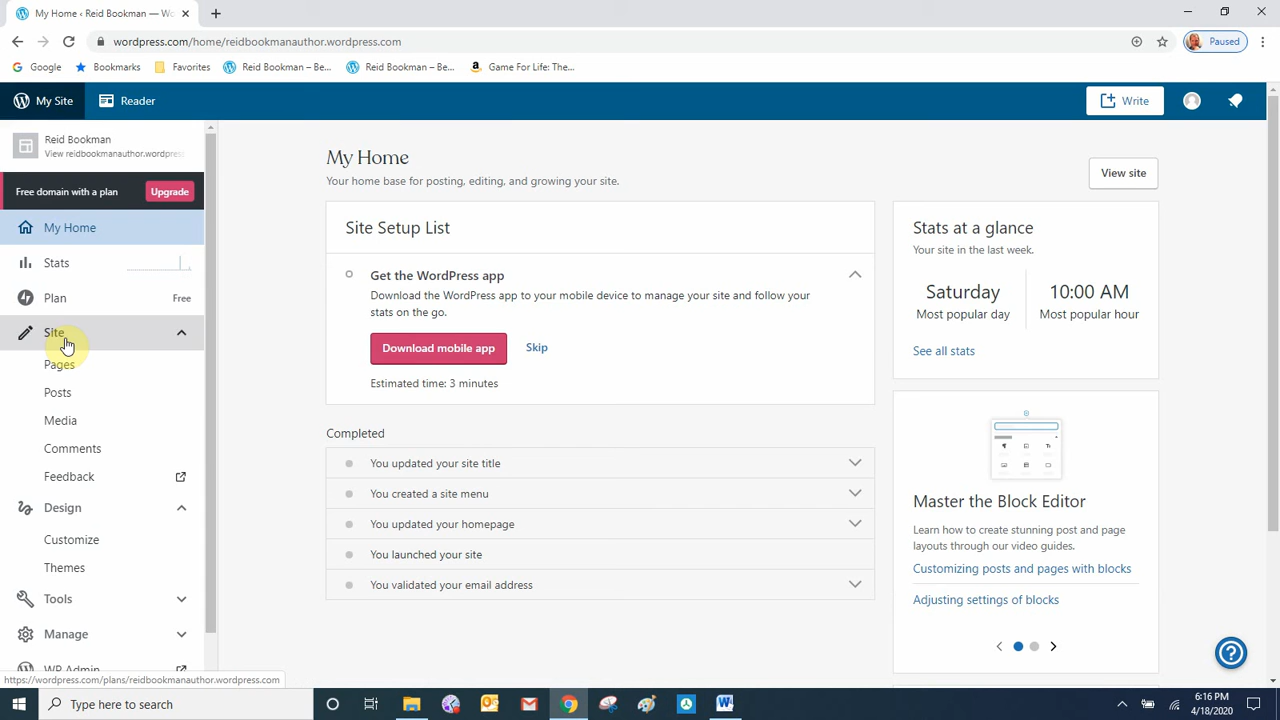 My Home ‹ Reid Bookman — Wo
wordpress.com/home/reidbookmanauthor.wordpress.com
Paused
Google
Bookmarks
Favorites
Reid Bookman – Be...
Reid Bookman – Be...
Game For Life: The...
My Site
Reader
Write
Reid Bookman
View reidbookmanauthor.wordpress
Free domain with a plan
Upgrade
My Home
Stats
Plan
Free
Site
Pages
Posts
Media
Comments
Feedback
Design
Customize
Themes
Tools
Manage
WP Admin
My Home
Your home base for posting, editing, and growing your site.
View site
Site Setup List
Get the WordPress app
Download the WordPress app to your mobile device to manage your site and follow your
stats on the go.
Download mobile app
Skip
Estimated time: 3 minutes
Completed
You updated your site title
You created a site menu
You updated your homepage
You launched your site
You validated your email address
Stats at a glance
Your site in the last week.
Saturday
Most popular day
10:00 AM
Most popular hour
See all stats
Master the Block Editor
Learn how to create stunning post and page
layouts through our video guides.
Customizing posts and pages with blocks
Adjusting settings of blocks
https://wordpress.com/plans/reidbookmanauthor.wordpress.com
Type here to search
6:16 PM
4/18/2020